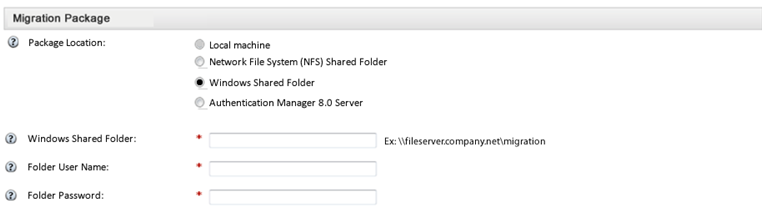 Migration Package
Package Location:
Local machine
Network File System (NFS) Shared Folder
Windows Shared Folder
Authentication Manager 8.0 Server
Windows Shared Folder: * Ex: \\fileserver.company.net\migration
Folder User Name: *
Folder Password: *